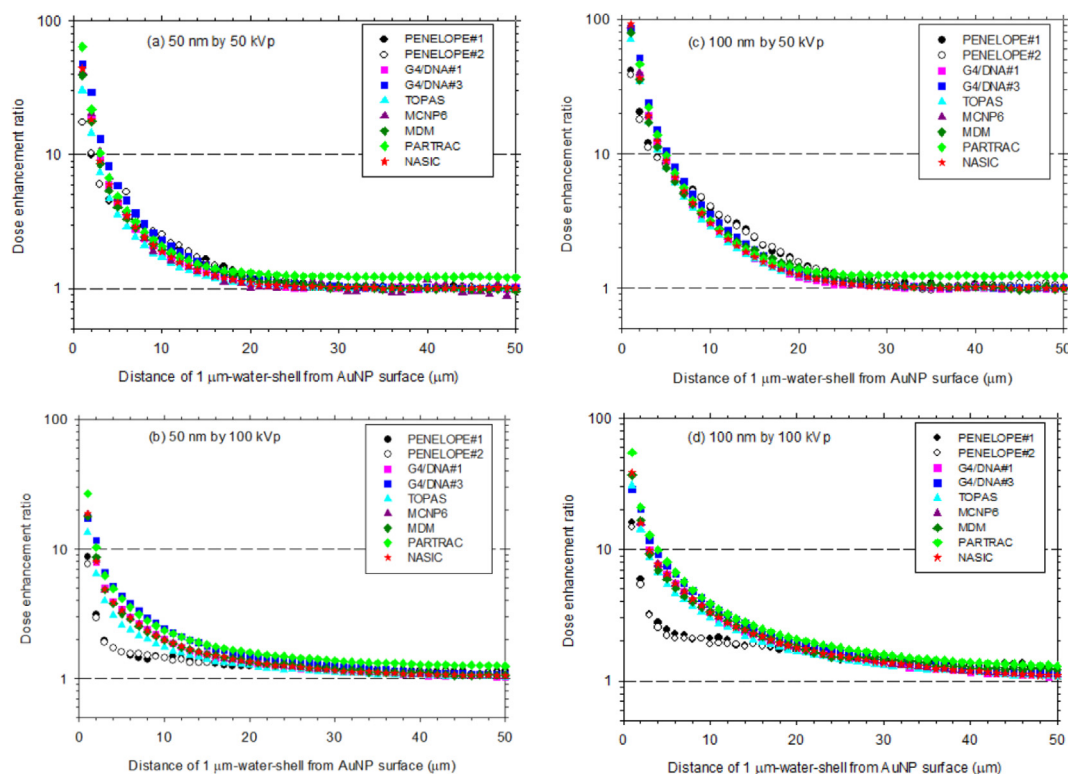 100
(a) 50 nm by 50 kVp
PENELOPE#1
PENELOPE#2
G4/DNA#1
G4/DNA#3
TOPAS
MCNP6
MDM
PARTRAC
NASIC
10
1
Dose enhancement ratio
0 10 20 30 40 50
Distance of 1 µm-water-shell from AuNP surface (µm)
100
(c) 100 nm by 50 kVp
PENELOPE#1
PENELOPE#2
G4/DNA#1
G4/DNA#3
TOPAS
MCNP6
MDM
PARTRAC
NASIC
10
1
Dose enhancement ratio
0 10 20 30 40 50
Distance of 1 µm-water-shell from AuNP surface (µm)
100
(b) 50 nm by 100 kVp
PENELOPE#1
PENELOPE#2
G4/DNA#1
G4/DNA#3
TOPAS
MCNP6
MDM
PARTRAC
NASIC
10
1
Dose enhancement ratio
0 10 20 30 40 50
Distance of 1 µm-water-shell from AuNP surface (µm)
100
(d) 100 nm by 100 kVp
PENELOPE#1
PENELOPE#2
G4/DNA#1
G4/DNA#3
TOPAS
MCNP6
MDM
PARTRAC
NASIC
10
1
Dose enhancement ratio
0 10 20 30 40 50
Distance of 1 µm-water-shell from AuNP surface (µm)